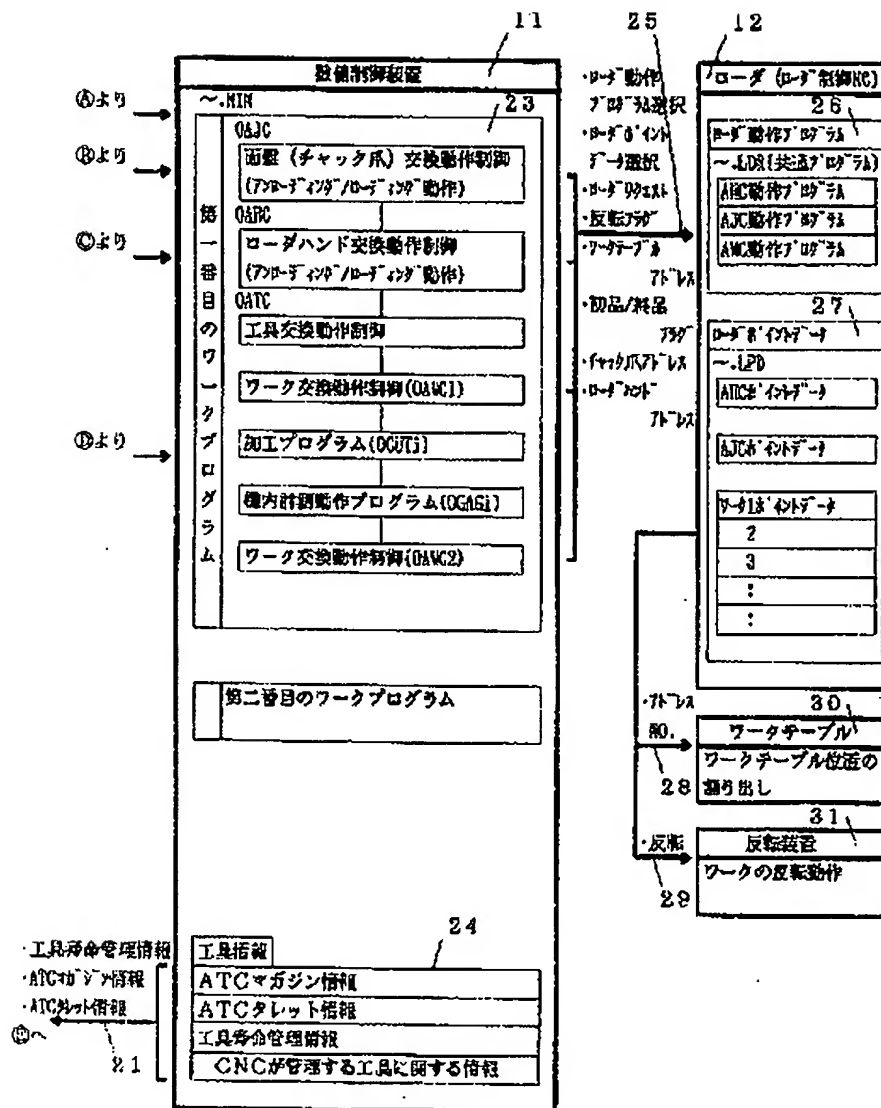 11
数値制御装置
Ⓐより
~.MIN
23
OAJC
Ⓑより
面盤(チャック爪)交換動作制御
(アンローディング/ローディング動作)
OAHC
Ⓒより
ローダハンド交換動作制御
(アンローディング/ローディング動作)
OATC
工具交換動作制御
ワーク交換動作制御(OAWC1)
Ⓓより
加工プログラム(OCUTi)
機内計測動作プログラム(OGAGi)
ワーク交換動作制御(OAWC2)
第一番目のワークプログラム
第二番目のワークプログラム
24
工具情報
ATCマガジン情報
ATCタレット情報
工具寿命管理情報
CNCが管理する工具に関する情報
・工具寿命管理情報
・ATCマガジン情報
・ATCタレット情報
へ
21
25
・ローダ動作
プログラム選択
・ローダポイント
データ選択
・ローダリクエスト
・反転フラグ
・ワークテーブル
アドレス
・初品/終品
フラグ
・チャック爪アドレス
・ローダハンド
アドレス
12
ローダ (ローダ制御NC)
26
ローダ動作プログラム
~.LDR(共通プログラム)
AHC動作プログラム
AJC動作プログラム
AWC動作プログラム
27
ローダポイントデータ
~.LPD
AHCポイントデータ
AJCポイントデータ
ワーク1ポイントデータ
2
3
:
:
・アドレス
NO.
28
30
ワークテーブル
ワークテーブル位置の
割り出し
・反転
29
31
反転装置
ワークの反転動作